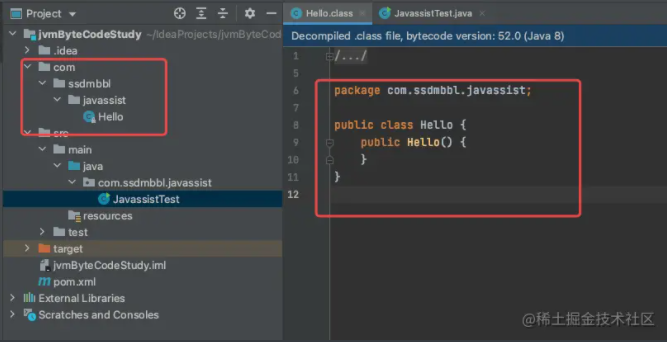 Project
jvmByteCodeStudy ~/IdeaProjects/jvmByteCod
.idea
com
ssdmbbl
javassist
Hello
src
main
java
com.ssdmbbl.javassist
JavassistTest
resources
test
target
jvmByteCodeStudy.iml
pom.xml
External Libraries
Scratches and Consoles
Hello.class
JavassistTest.java
Decompiled .class file, bytecode version: 52.0 (Java 8)
1 /.../
5
6 package com.ssdmbbl.javassist;
7
8 public class Hello {
9 public Hello() {
10 }
11 }
12
@稀土掘金技术社区